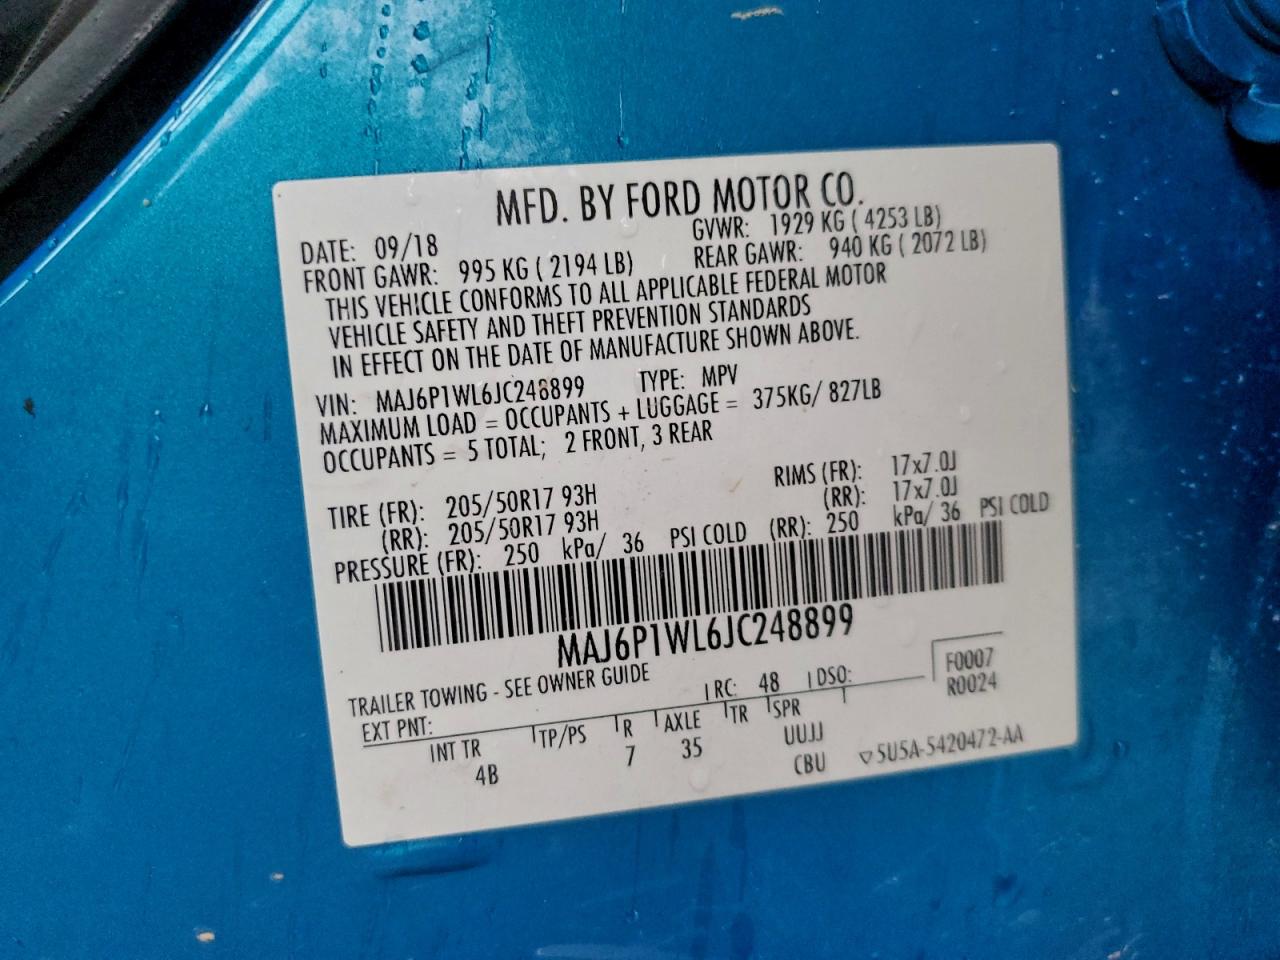 MFD. BY FORD MOTOR CO.
DATE: 09/18 GVWR: 1929 KG ( 4253 LB)
FRONT GAWR: 995 KG ( 2194 LB) REAR GAWR: 940 KG ( 2072 LB)
THIS VEHICLE CONFORMS TO ALL APPLICABLE FEDERAL MOTOR
VEHICLE SAFETY AND THEFT PREVENTION STANDARDS
IN EFFECT ON THE DATE OF MANUFACTURE SHOWN ABOVE.
VIN: MAJ6P1WL6JC248899 TYPE: MPV
MAXIMUM LOAD = OCCUPANTS + LUGGAGE = 375KG/ 827LB
OCCUPANTS = 5 TOTAL; 2 FRONT, 3 REAR
TIRE (FR): 205/50R17 93H RIMS (FR): 17x7.0J
(RR): 205/50R17 93H (RR): 17x7.0J
PRESSURE (FR): 250 kPa/ 36 PSI COLD (RR): 250 kPa/ 36 PSI COLD
MAJ6P1WL6JC248899
TRAILER TOWING - SEE OWNER GUIDE
EXT PNT: RC: 48 DSO: F0007
R0024
INT TR TP/PS R AXLE TR SPR
4B 7 35 UUJJ
CBU 5U5A-5420472-AA